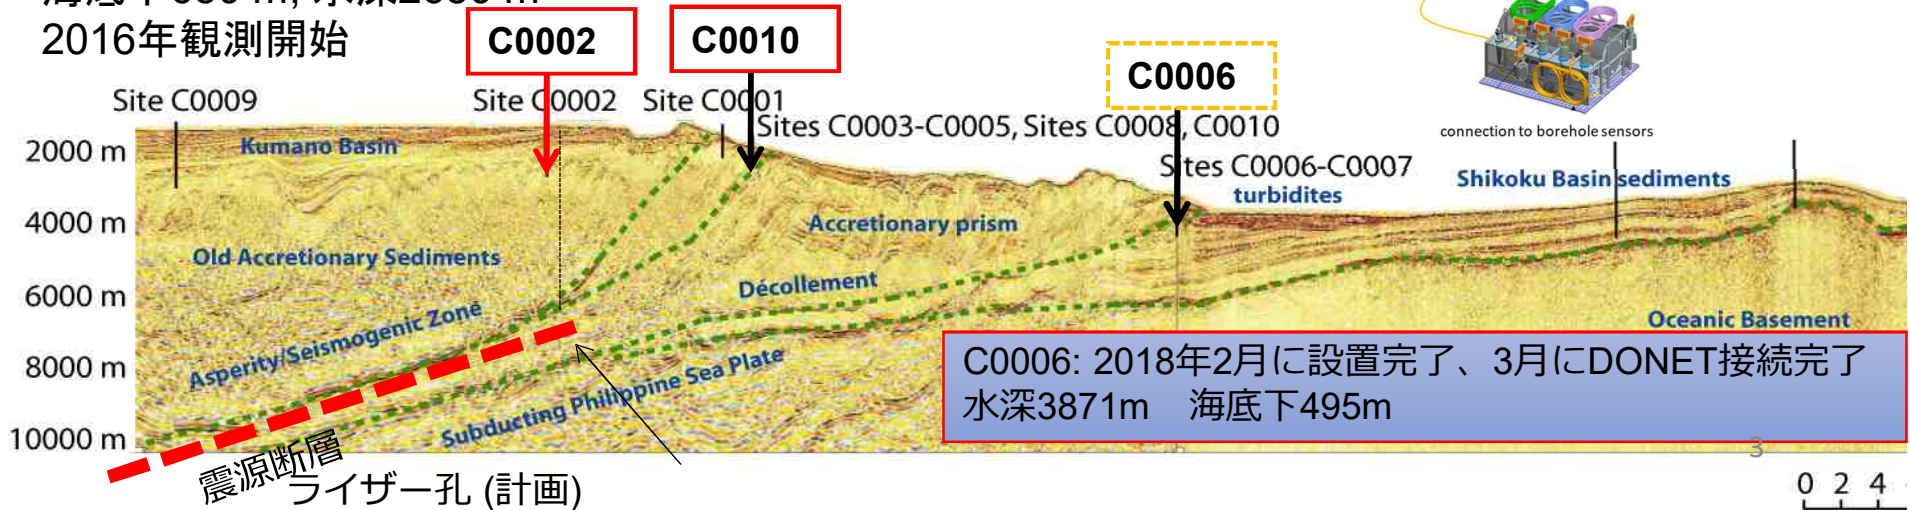 2016年観測開始
C0002
C0010
C0006
connection to borehole sensors
Site C0009
Site C0002
Site C0001
Sites C0003-C0005, Sites C0008, C0010
Sites C0006-C0007
2000 m
Kumano Basin
turbidites
Shikoku Basin sediments
4000 m
Accretionary prism
Old Accretionary Sediments
Décollement
6000 m
Asperity/Seismogenic Zone
Oceanic Basement
8000 m
Subducting Philippine Sea Plate
C0006: 2018年2月に設置完了、3月にDONET接続完了
水深3871m 海底下495m
10000 m
震源断層
ライザー孔 (計画)
3
0 2 4